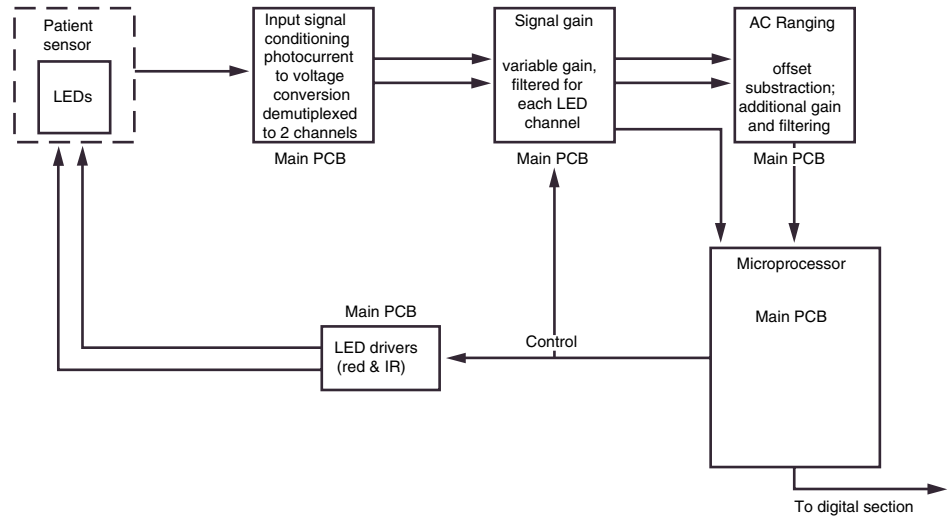 Patient
sensor
LEDs
Input signal
conditioning
photocurrent
to voltage
conversion
demutiplexed
to 2 channels
Main PCB
Signal gain
variable gain,
filtered for
each LED
channel
Main PCB
AC Ranging
offset
substraction;
additional gain
and filtering
Main PCB
Microprocessor
Main PCB
Main PCB
LED drivers
(red & IR)
Control
To digital section